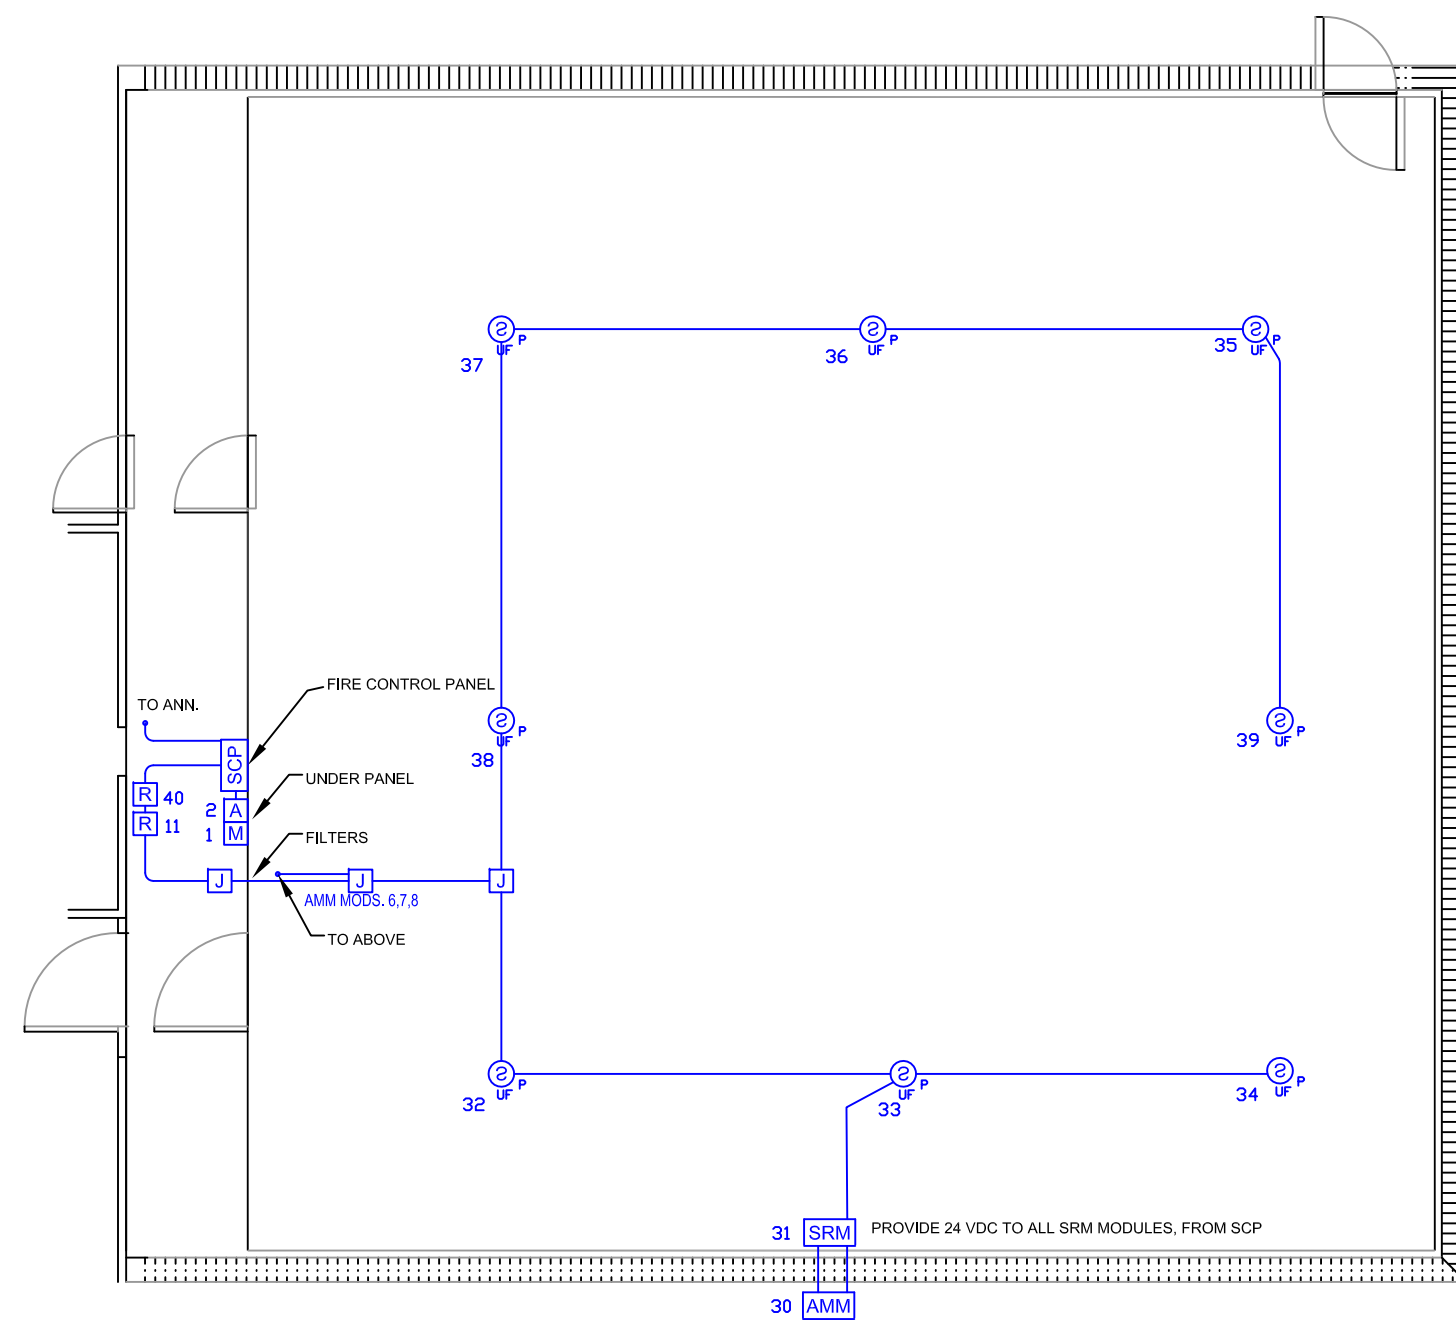 S P
UF
37
S P
UF
36
S P
UF
35
FIRE CONTROL PANEL
TO ANN.
SCP
S P
UF
38
S P
UF
39
UNDER PANEL
R 40
2 A
R 11
1 M
FILTERS
J
J
J
AMM MODS. 6,7,8
TO ABOVE
S P
UF
32
S P
UF
33
S P
UF
34
31 SRM
PROVIDE 24 VDC TO ALL SRM MODULES, FROM SCP
30 AMM